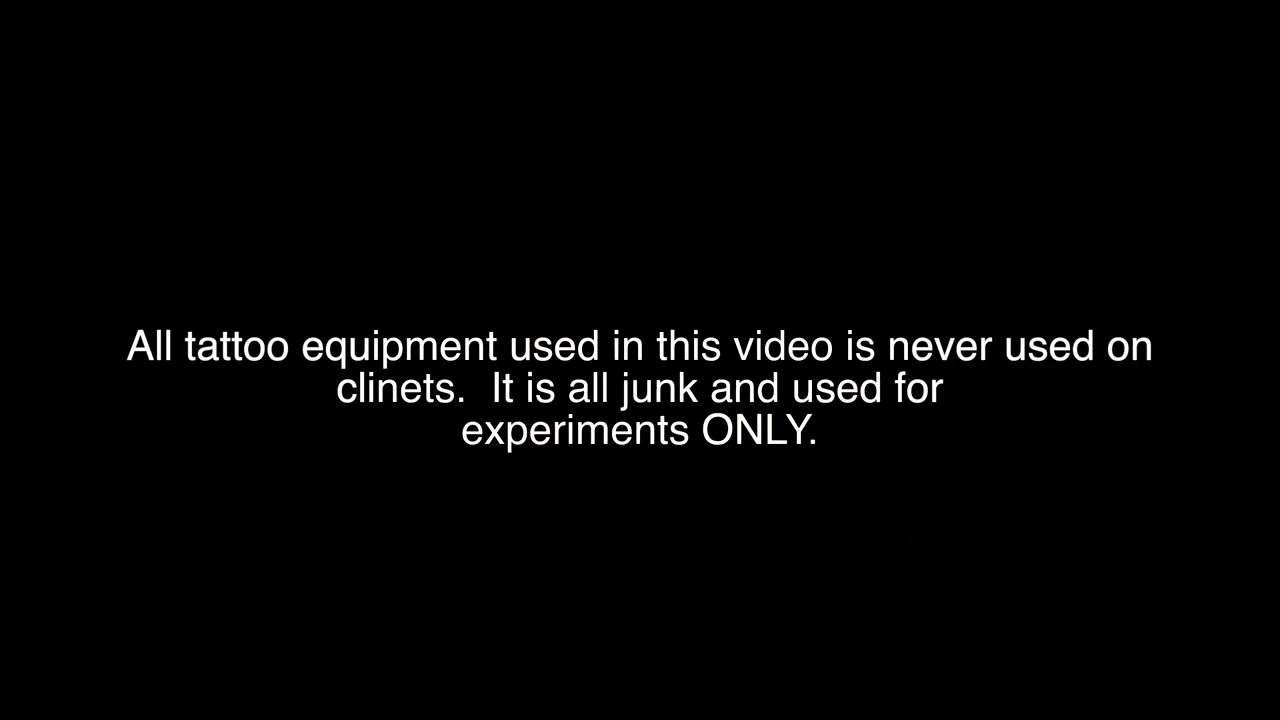 All tattoo equipment used in this video is never used on
clinets.  It is all junk and used for
experiments ONLY.